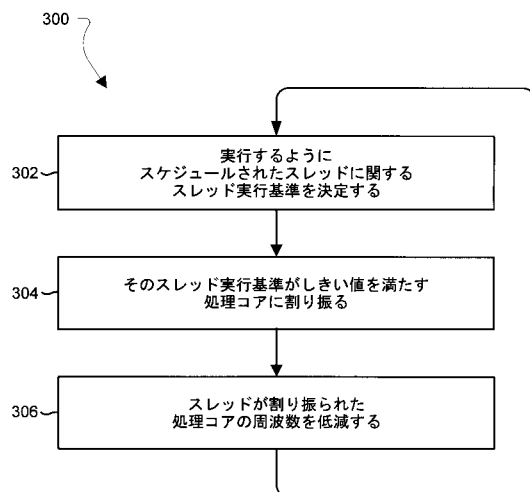 300
302
実行するように
スケジュールされたスレッドに関する
スレッド実行基準を決定する
304
そのスレッド実行基準がしきい値を満たす
処理コアに割り振る
306
スレッドが割り振られた
処理コアの周波数を低減する